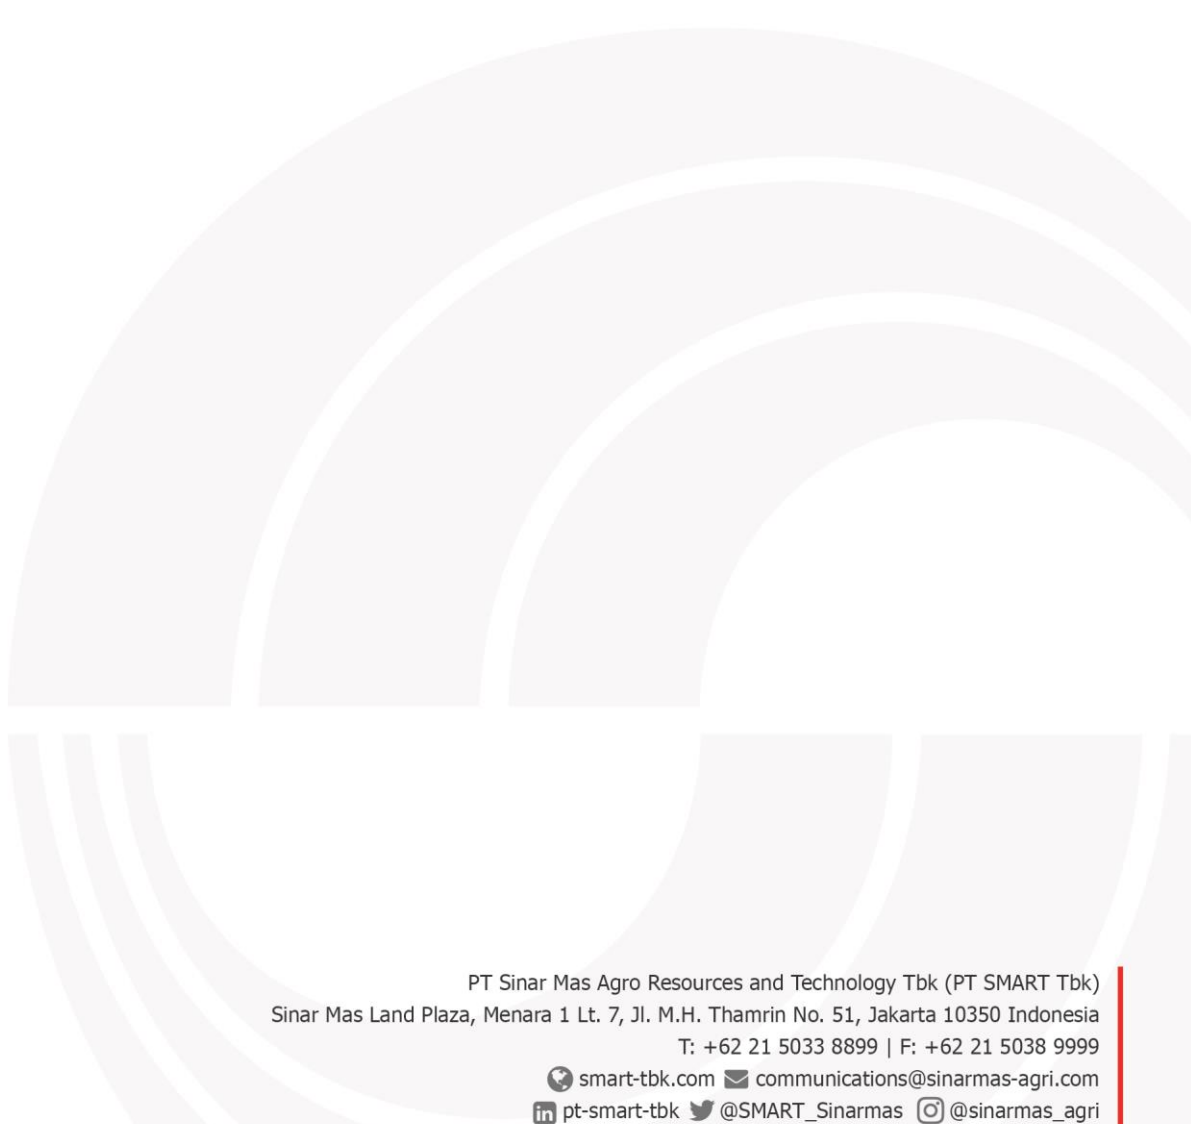 PT Sinar Mas Agro Resources and Technology Tbk (PT SMART Tbk)
Sinar Mas Land Plaza, Menara 1 Lt. 7, Jl. M.H. Thamrin No. 51, Jakarta 10350 Indonesia
T: +62 21 5033 8899 | F: +62 21 5038 9999
smart-tbk.com communications@sinarmas-agri.com
in pt-smart-tbk @SMART_Sinarmas @sinarmas_agri